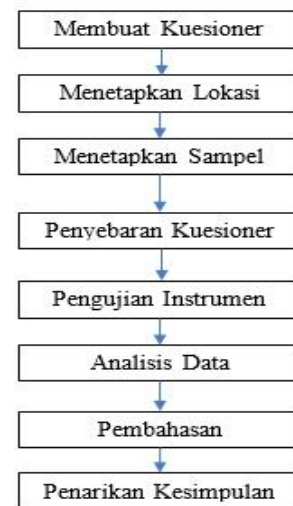 Membuat Kuesioner
Menetapkan Lokasi
Menetapkan Sampel
Penyebaran Kuesioner
Pengujian Instrumen
Analisis Data
Pembahasan
Penarikan Kesimpulan